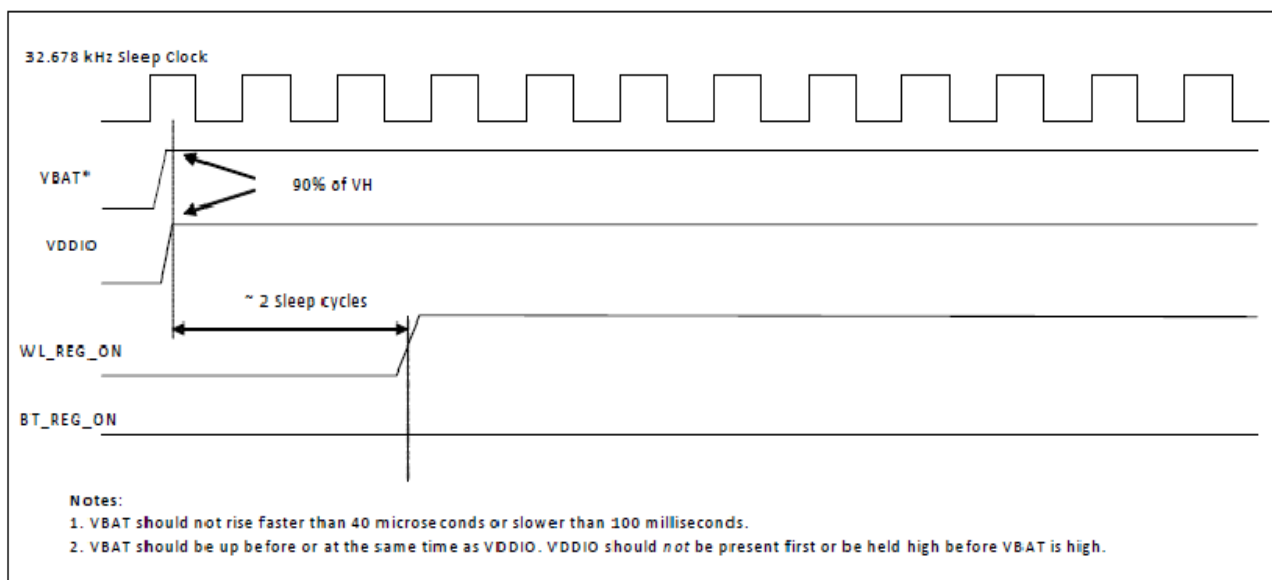 32.678 kHz Sleep Clock
VBAT*
90% of VH
VDDIO
~ 2 Sleep cycles
WL_REG_ON
BT_REG_ON
Notes:
1. VBAT should not rise faster than 40 microseconds or slower than 100 milliseconds.
2. VBAT should be up before or at the same time as VDDIO. VDDIO should not be present first or be held high before VBAT is high.